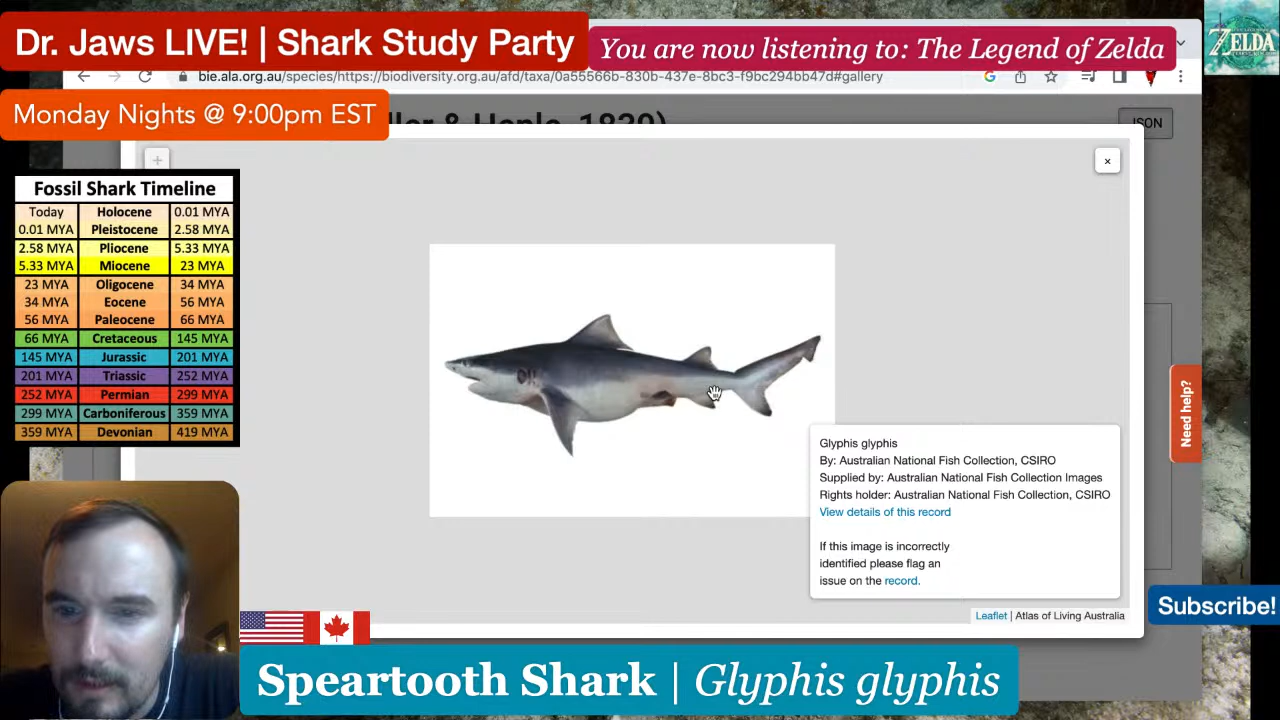 Dr. Jaws LIVE! | Shark Study Party
You are now listening to: The Legend of Zelda
ZELDA
bie.ala.org.au/species/https://biodiversity.org.au/afd/taxa/0a55566b-830b-437e-8bc3-f9bc294bb47d#gallery
Monday Nights @ 9:00pm EST
JSON
Fossil Shark Timeline
Today Holocene 0.01 MYA
0.01 MYA Pleistocene 2.58 MYA
2.58 MYA Pliocene 5.33 MYA
5.33 MYA Miocene 23 MYA
23 MYA Oligocene 34 MYA
34 MYA Eocene 56 MYA
56 MYA Paleocene 66 MYA
66 MYA Cretaceous 145 MYA
145 MYA Jurassic 201 MYA
201 MYA Triassic 252 MYA
252 MYA Permian 299 MYA
299 MYA Carboniferous 359 MYA
359 MYA Devonian 419 MYA
Need help?
Glyphis glyphis
By: Australian National Fish Collection, CSIRO
Supplied by: Australian National Fish Collection Images
Rights holder: Australian National Fish Collection, CSIRO
View details of this record
If this image is incorrectly
identified please flag an
issue on the record.
Leaflet | Atlas of Living Australia
Subscribe!
Speartooth Shark | Glyphis glyphis